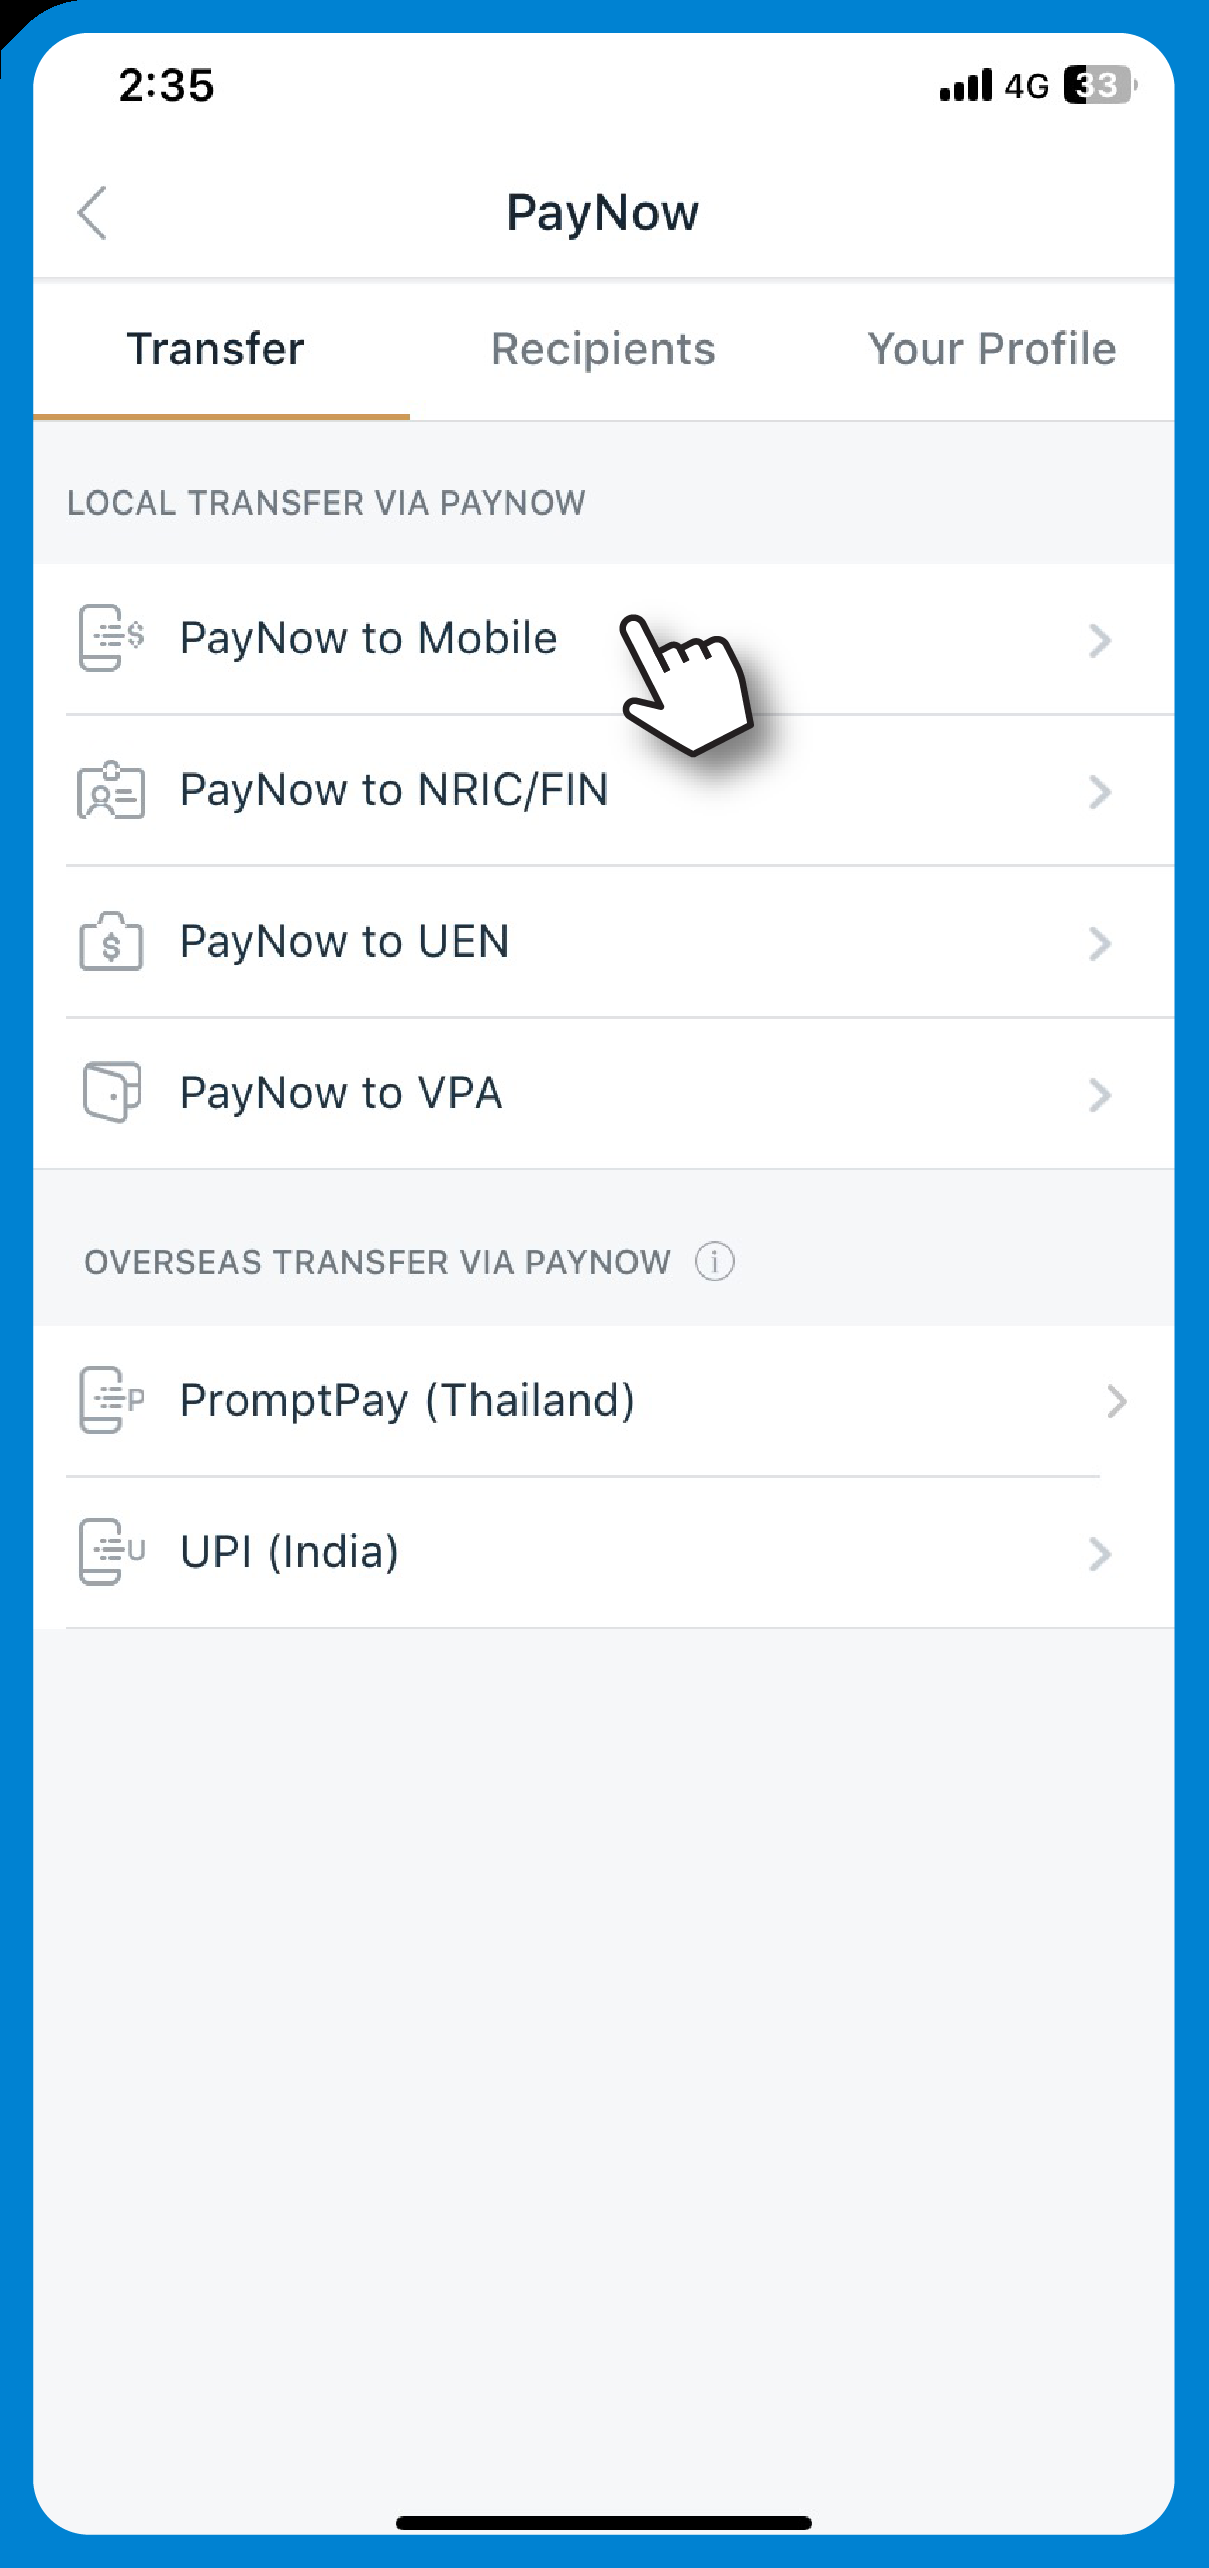 2:35 4G 33
PayNow
Transfer Recipients Your Profile
LOCAL TRANSFER VIA PAYNOW
$ PayNow to Mobile
PayNow to NRIC/FIN
$ PayNow to UEN
PayNow to VPA
OVERSEAS TRANSFER VIA PAYNOW i
P PromptPay (Thailand)
U UPI (India)